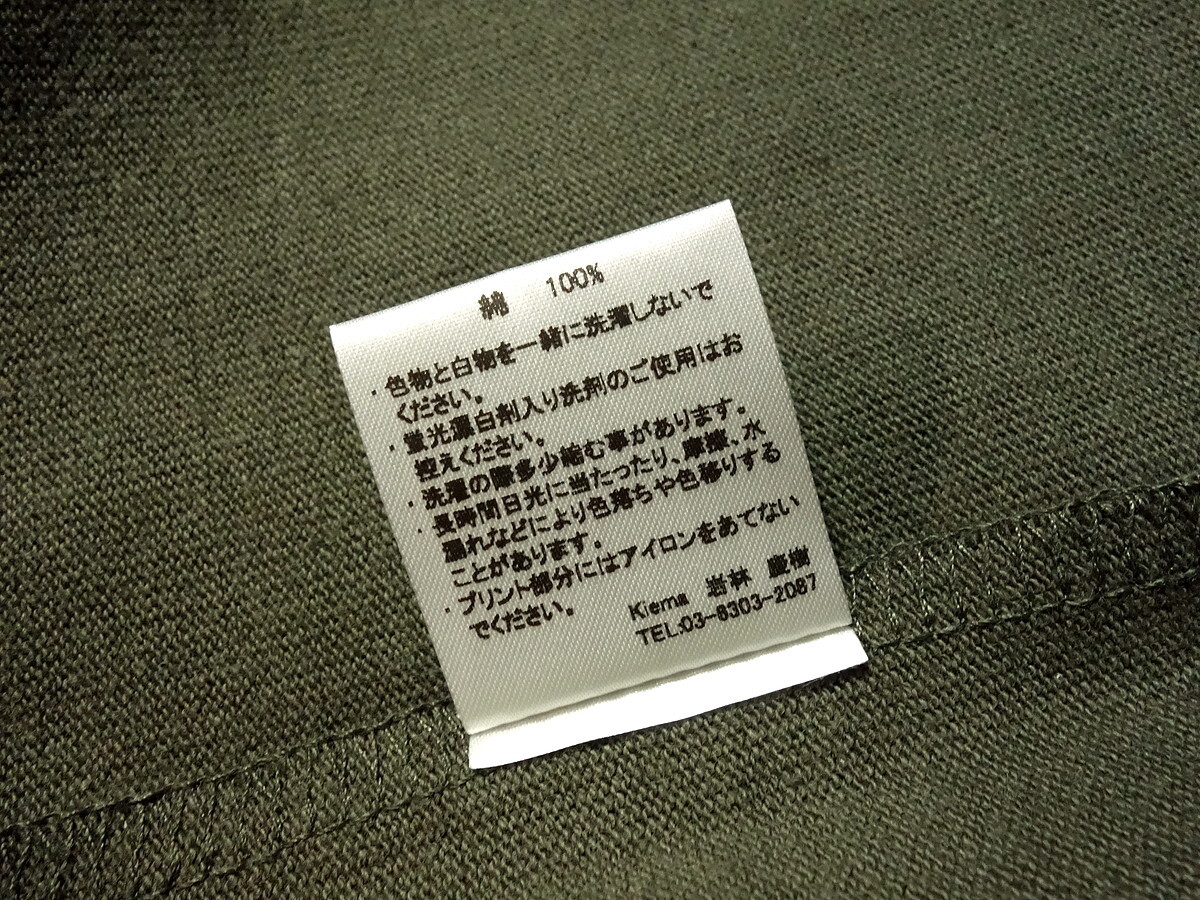 綿 100%
・色物と白物を一緒に洗濯しないで
ください。
・蛍光漂白剤入り洗剤のご使用はお
控えください。
・洗濯の際多少縮む事があります。
・長時間日光に当たったり、摩擦、水
濡れなどにより色落ちや色移りする
ことがあります。
・プリント部分にはアイロンをあてない
でください。
Kiema 岩林 慶樹
TEL:03-8303-2087